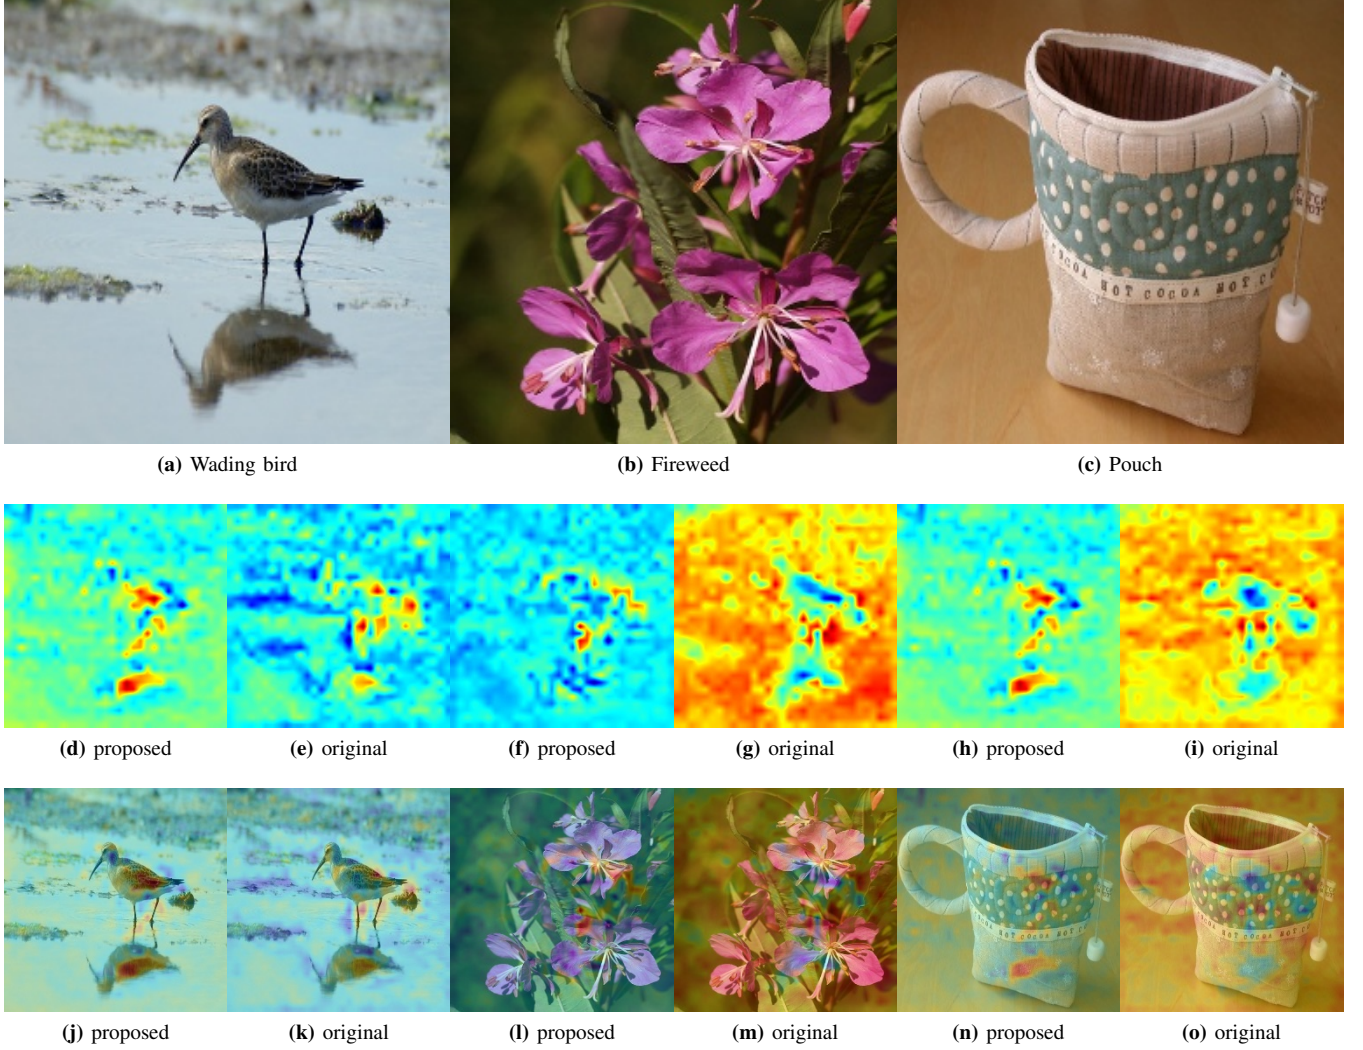 (a) Wading bird
(b) Fireweed
(c) Pouch
COCOA HOT COCOA HOT CO
(d) proposed
(e) original
(f) proposed
(g) original
(h) proposed
(i) original
(j) proposed
(k) original
(l) proposed
(m) original
(n) proposed
(o) original